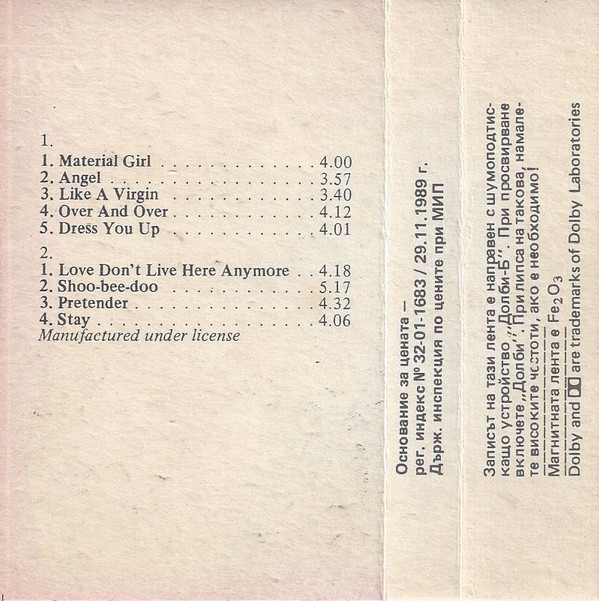 1.
1. Material Girl . . . . . . . . . . . . . . . 4.00
2. Angel . . . . . . . . . . . . . . . . . . . . 3.57
3. Like A Virgin . . . . . . . . . . . . . . . 3.40
4. Over And Over . . . . . . . . . . . . . . 4.12
5. Dress You Up . . . . . . . . . . . . . . . 4.01
2.
1. Love Don't Live Here Anymore . . 4.18
2. Shoo-bee-doo . . . . . . . . . . . . . . . 5.17
3. Pretender . . . . . . . . . . . . . . . . . 4.32
4. Stay . . . . . . . . . . . . . . . . . . . . . 4.06
Manufactured under license
Основание за цената —
рег. индекс № 32-01-1683 / 29.11.1989 г.
Държ. инспекция по цените при МИП
Записът на тази лента е направен с шумоподтис-
кащо устройство „Долби-Б“. При просвирване
включете „Долби“. При липса на такова, намале-
те високите честоти, ако е необходимо!
Магнитната лента е Fe₂O₃
Dolby and are trademarks of Dolby Laboratories